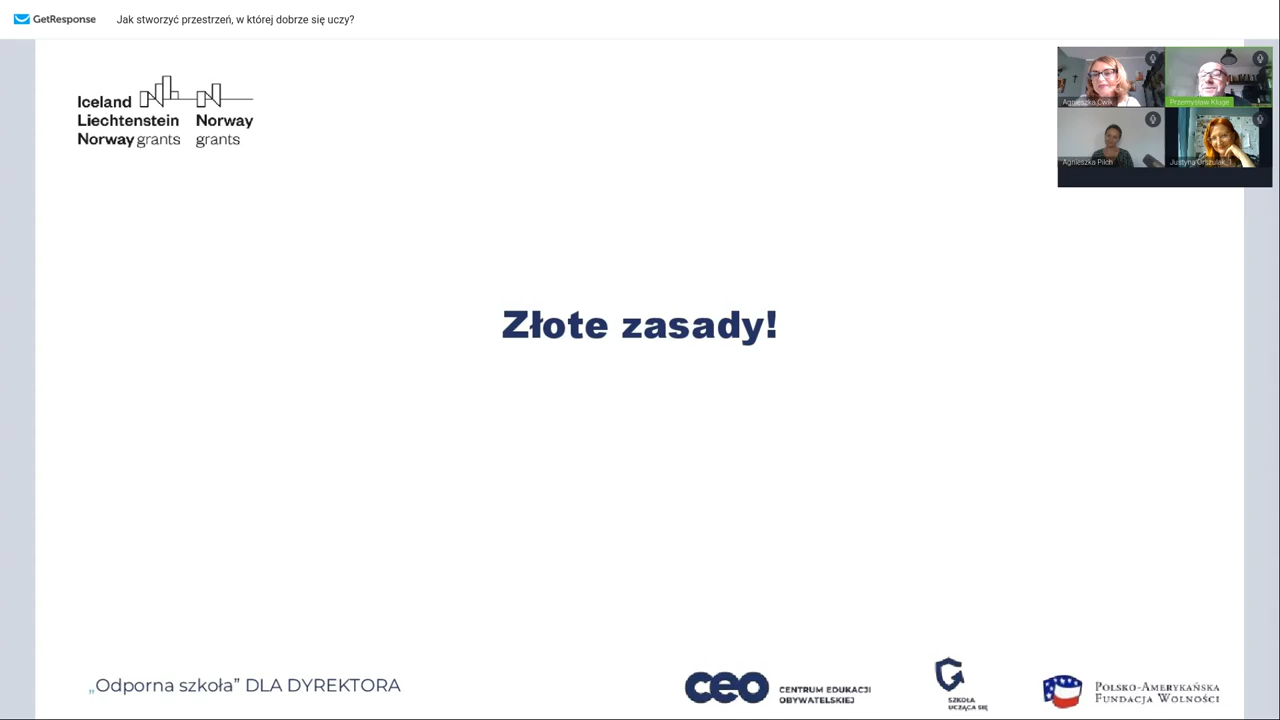 GetResponse
Jak stworzyć przestrzeń, w której dobrze się uczy?
Iceland
Liechtenstein Norway
Norway grants grants
Agnieszka Ćwik
Przemysław Kluge
Agnieszka Pilch
Justyna Orszulak
Złote zasady!
„Odporna szkoła” DLA DYREKTORA
ceo CENTRUM EDUKACJI
OBYWATELSKIEJ
SZKOŁA
UCZĄCA SIĘ
POLSKO-AMERYKAŃSKA
FUNDACJA WOLNOŚCI